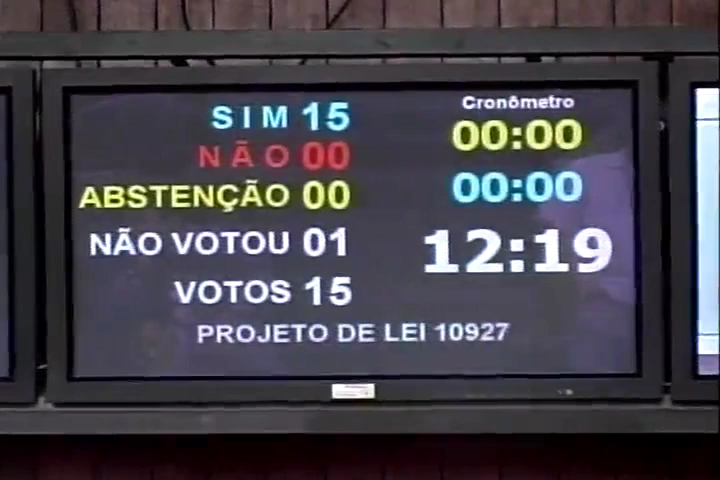 SIM 15
NÃO 00
ABSTENÇÃO 00
NÃO VOTOU 01
VOTOS 15
Cronômetro
00:00
00:00
12:19
PROJETO DE LEI 10927